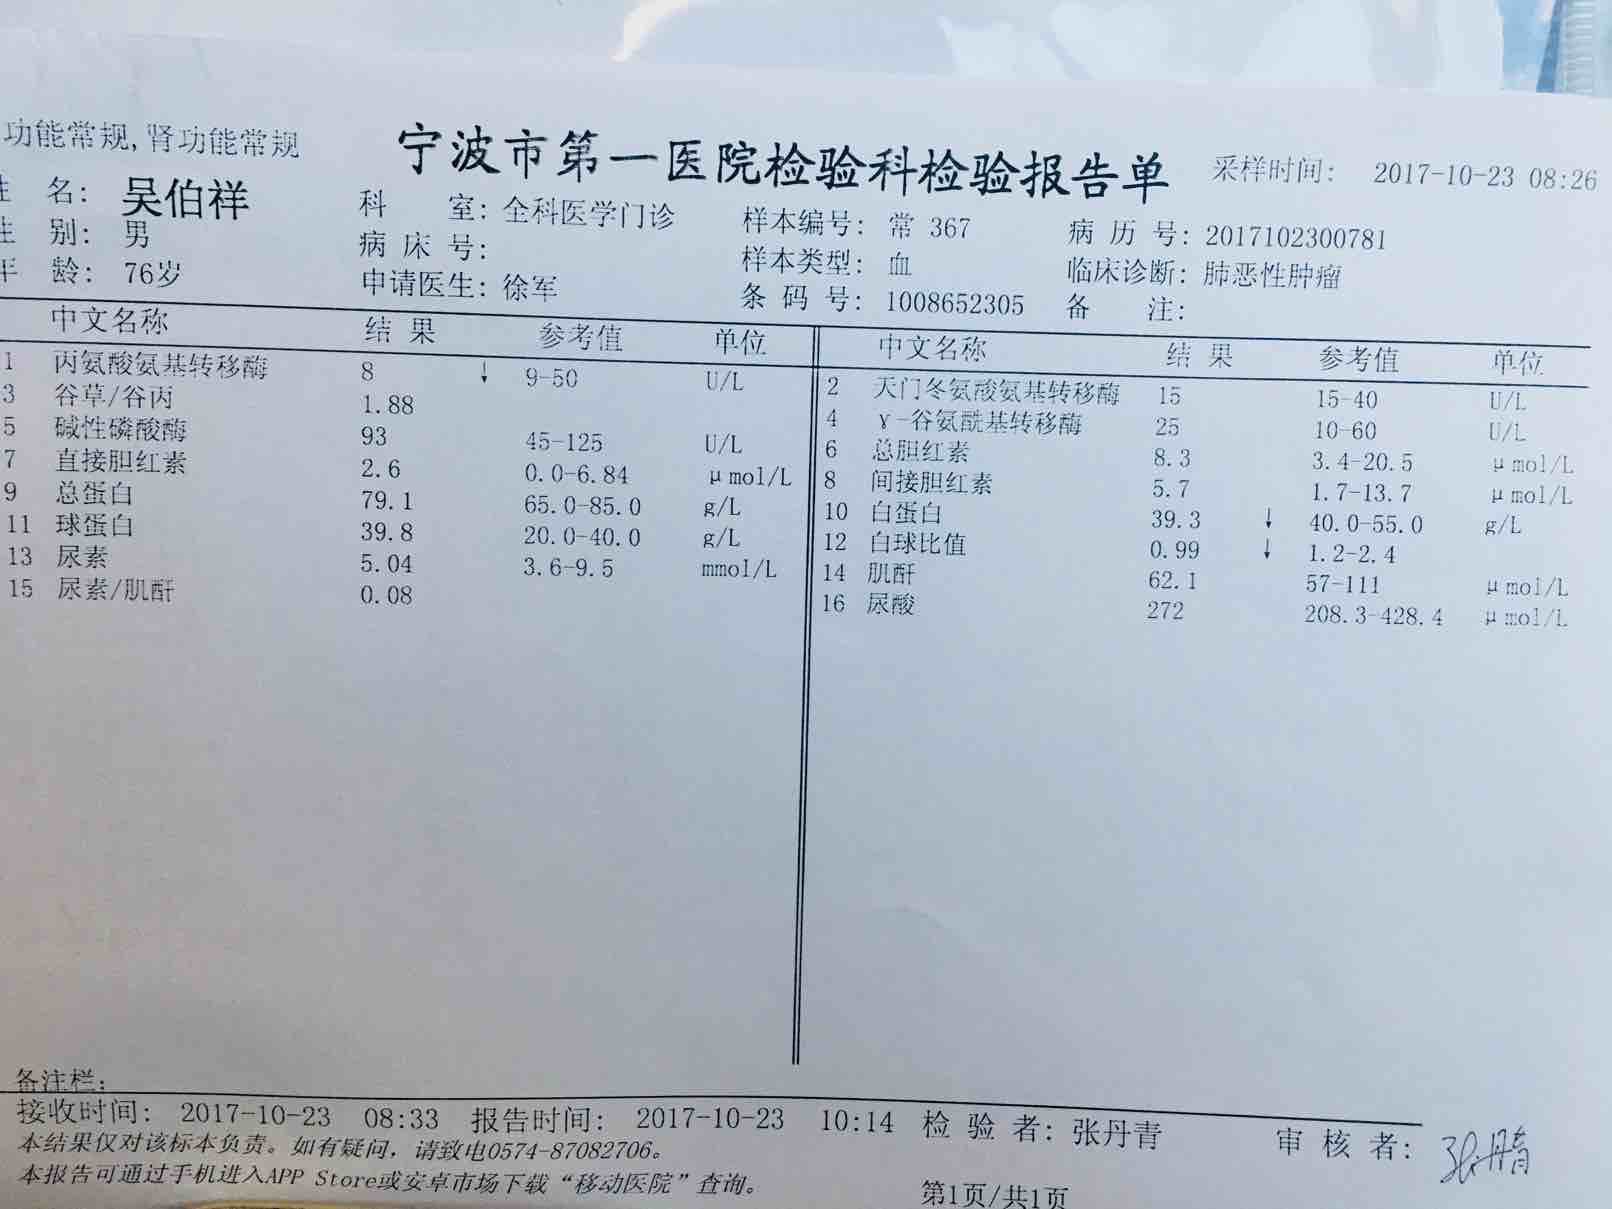 功能常规,肾功能常规
宁波市第一医院检验科检验报告单
采样时间: 2017-10-23 08:26
姓 名: 吴伯祥 科 室: 全科医学门诊 样本编号: 常 367 病 历 号: 2017102300781
性 别: 男 病 床 号: 样本类型: 血 临床诊断: 肺恶性肿瘤
年 龄: 76岁 申请医生: 徐军 条 码 号: 1008652305 备 注:
中文名称 结 果 参考值 单位 中文名称 结 果 参考值 单位
1 丙氨酸氨基转移酶 8 ↓ 9-50 U/L 2 天门冬氨酸氨基转移酶 15 15-40 U/L
3 谷草/谷丙 1.88 4 γ-谷氨酰基转移酶 25 10-60 U/L
5 碱性磷酸酶 93 45-125 U/L 6 总胆红素 8.3 3.4-20.5 μmol/L
7 直接胆红素 2.6 0.0-6.84 μmol/L 8 间接胆红素 5.7 1.7-13.7 μmol/L
9 总蛋白 79.1 65.0-85.0 g/L 10 白蛋白 39.3 ↓ 40.0-55.0 g/L
11 球蛋白 39.8 20.0-40.0 g/L 12 白球比值 0.99 ↓ 1.2-2.4
13 尿素 5.04 3.6-9.5 mmol/L 14 肌酐 62.1 57-111 μmol/L
15 尿素/肌酐 0.08 16 尿酸 272 208.3-428.4 μmol/L
备注栏:
接收时间: 2017-10-23 08:33 报告时间: 2017-10-23 10:14 检 验 者: 张丹青 审 核 者: 张丹青
本结果仅对该标本负责。如有疑问，请致电0574-87082706。
本报告可通过手机进入APP Store或安卓市场下载“移动医院”查询。
第1页/共1页